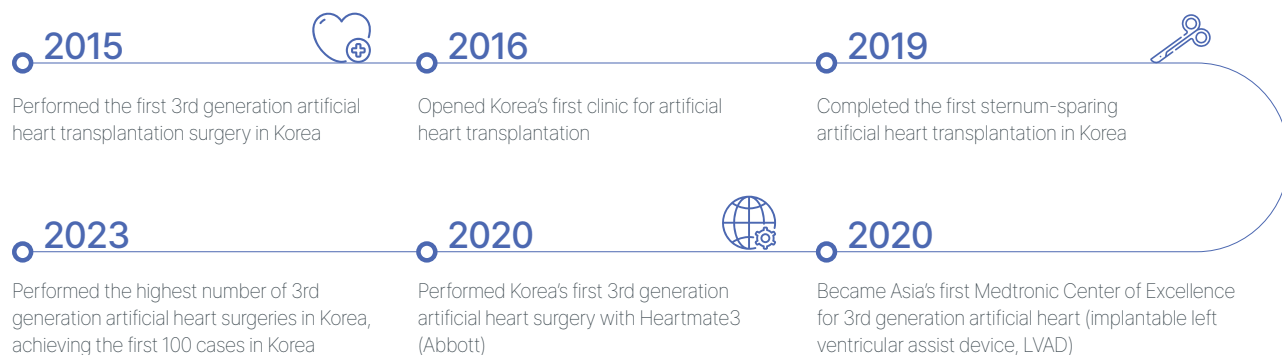 2015
Performed the first 3rd generation artificial
heart transplantation surgery in Korea
2016
Opened Korea's first clinic for artificial
heart transplantation
2019
Completed the first sternum-sparing
artificial heart transplantation in Korea
2020
Became Asia's first Medtronic Center of Excellence
for 3rd generation artificial heart (implantable left
ventricular assist device, LVAD)
2020
Performed Korea's first 3rd generation
artificial heart surgery with Heartmate3
(Abbott)
2023
Performed the highest number of 3rd
generation artificial heart surgeries in Korea,
achieving the first 100 cases in Korea